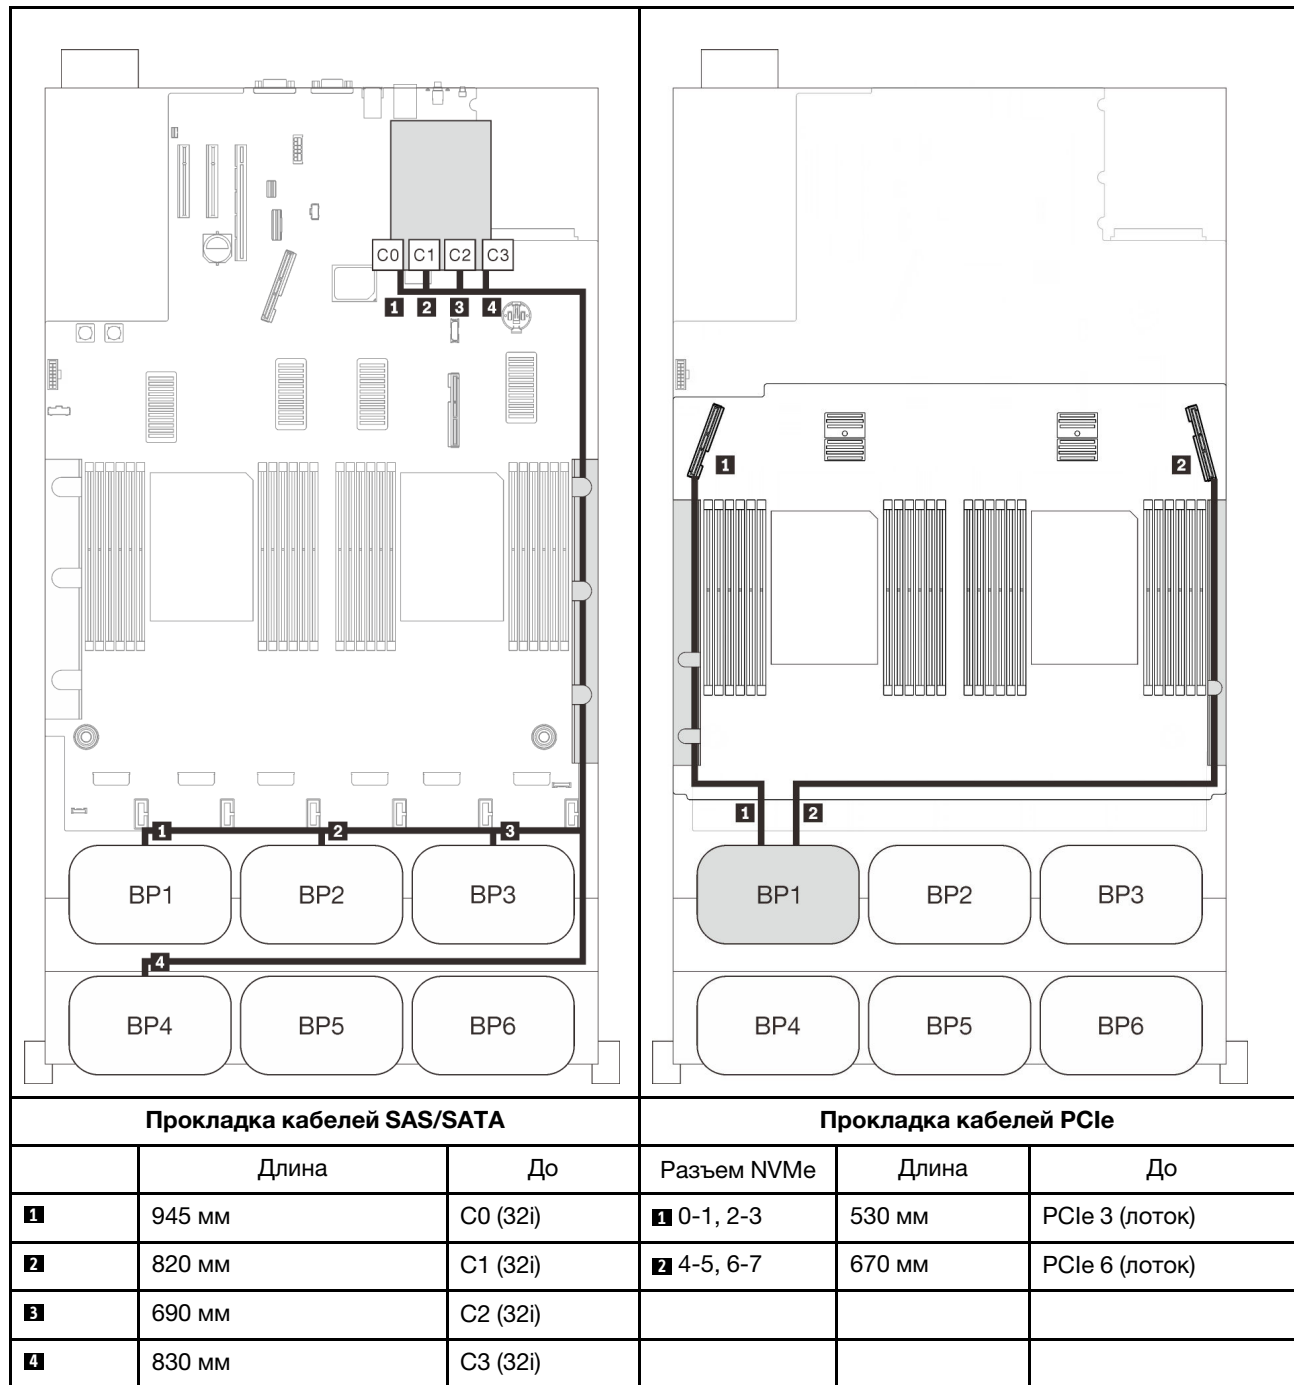 C0 C1 C2 C3
1 2 3 4
1 2 3
BP1 BP2 BP3
4
BP4 BP5 BP6
1 2
1 2
BP1 BP2 BP3
BP4 BP5 BP6
Прокладка кабелей SAS/SATA Прокладка кабелей PCIe
Длина До Разъем NVMe Длина До
1 945 мм C0 (32i) 1 0-1, 2-3 530 мм PCIe 3 (лоток)
2 820 мм C1 (32i) 2 4-5, 6-7 670 мм PCIe 6 (лоток)
3 690 мм C2 (32i)
4 830 мм C3 (32i)